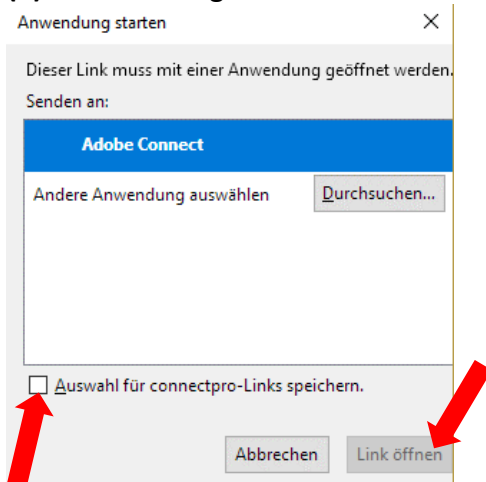 Anwendung starten
Dieser Link muss mit einer Anwendung geöffnet werden.
Senden an:
Adobe Connect
Andere Anwendung auswählen Durchsuchen...
Auswahl für connectpro-Links speichern.
Abbrechen Link öffnen